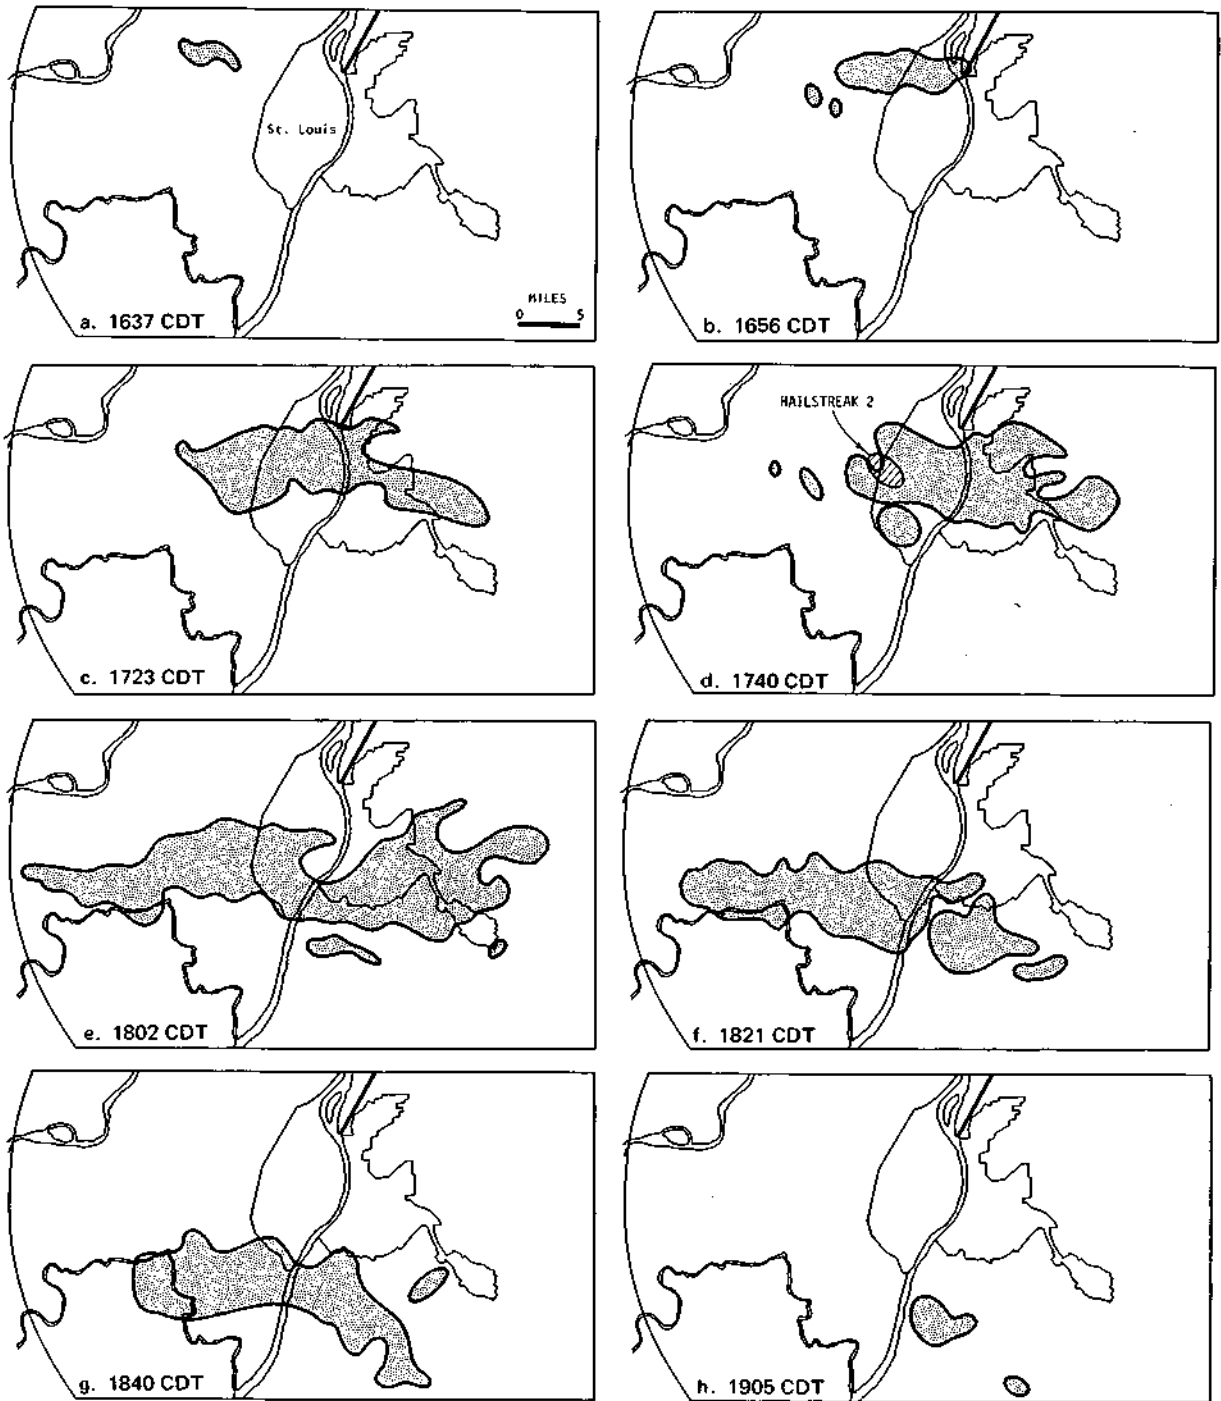 St. Louis
MILES
0 5
a. 1637 CDT
b. 1656 CDT
c. 1723 CDT
HAILSTREAK 2
d. 1740 CDT
e. 1802 CDT
f. 1821 CDT
g. 1840 CDT
h. 1905 CDT